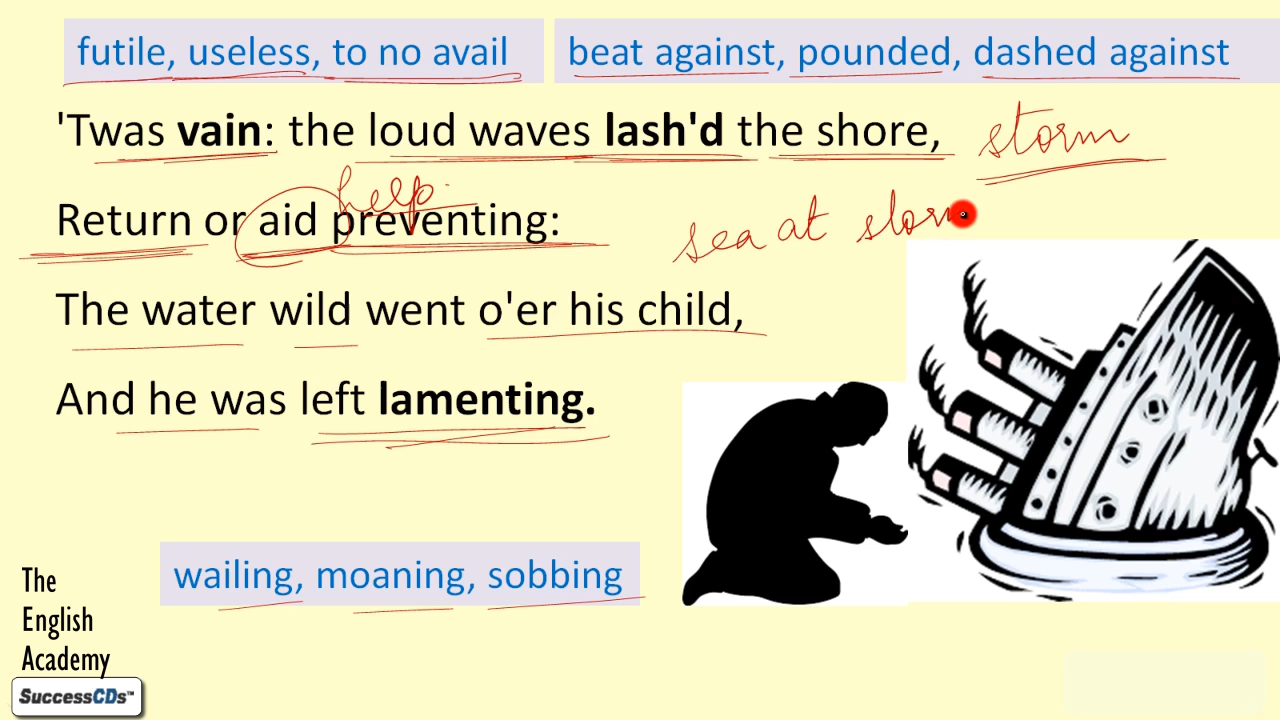 futile, useless, to no avail
beat against, pounded, dashed against
'Twas vain: the loud waves lash'd the shore,
storm
help
Return or aid preventing:
sea at
The water wild went o'er his child,
And he was left lamenting.
wailing, moaning, sobbing
The
English
Academy
SuccessCDs™